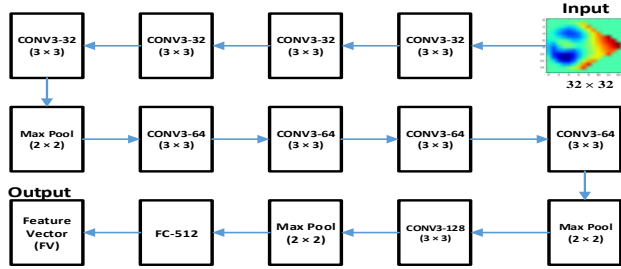 Input
CONV3-32
(3 × 3)
CONV3-32
(3 × 3)
CONV3-32
(3 × 3)
CONV3-32
(3 × 3)
32 × 32
Max Pool
(2 × 2)
CONV3-64
(3 × 3)
CONV3-64
(3 × 3)
CONV3-64
(3 × 3)
CONV3-64
(3 × 3)
Output
Feature
Vector
(FV)
FC-512
Max Pool
(2 × 2)
CONV3-128
(3 × 3)
Max Pool
(2 × 2)